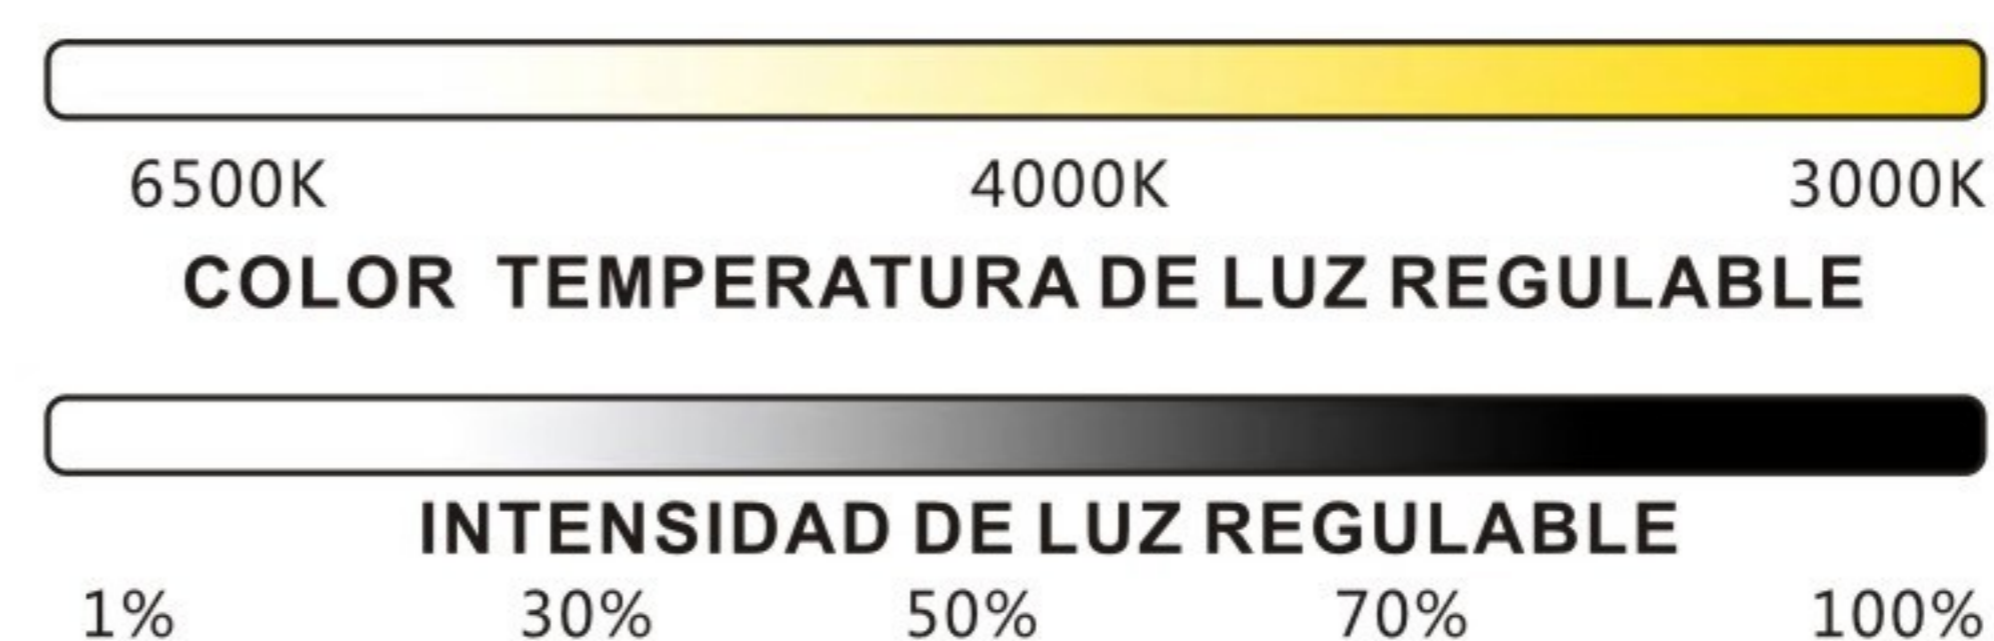 6500K 4000K 3000K
COLOR TEMPERATURA DE LUZ REGULABLE
INTENSIDAD DE LUZ REGULABLE
1% 30% 50% 70% 100%